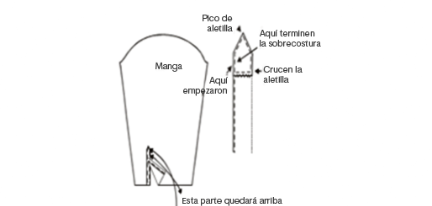 Pico de
aletilla
Aquí terminen
la sobrecostura
Manga
Crucen la
aletilla
Aquí
empezaron
Esta parte quedará arriba